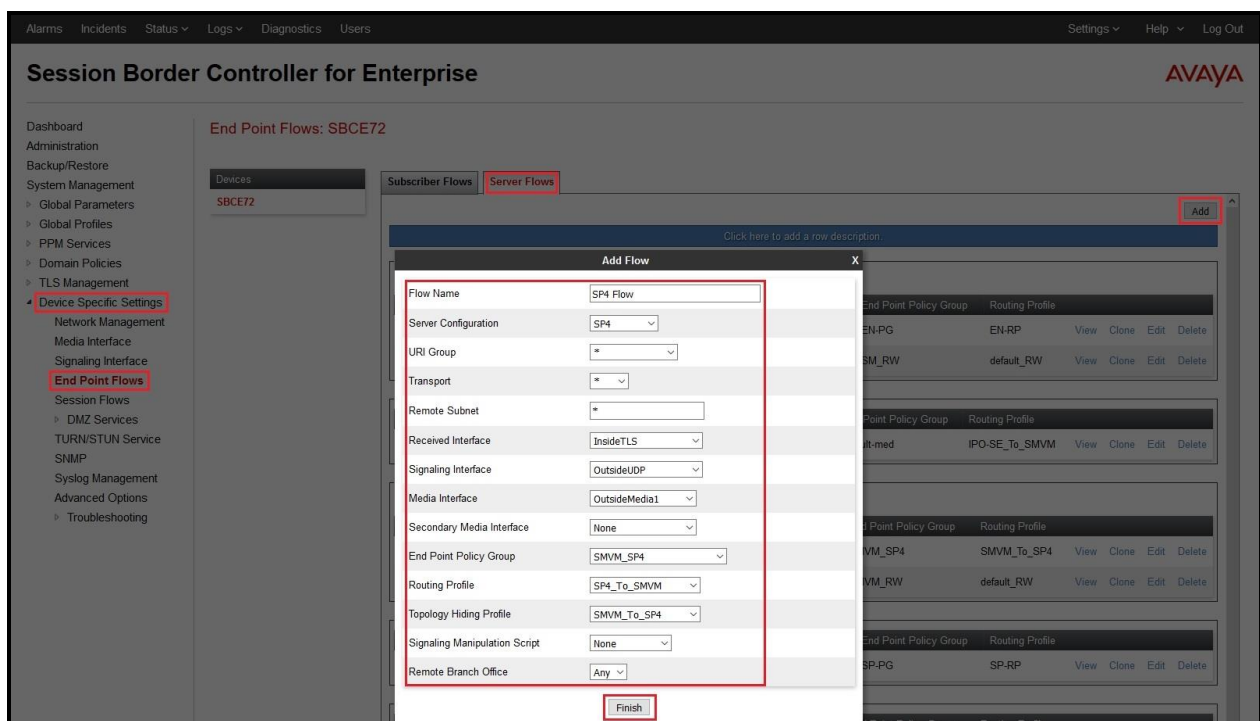 Alarms Incidents Status Logs Diagnostics Users Settings Help Log Out
Session Border Controller for Enterprise
AVAYA
Dashboard
Administration
Backup/Restore
System Management
Global Parameters
Global Profiles
PPM Services
Domain Policies
TLS Management
Device Specific Settings
Network Management
Media Interface
Signaling Interface
End Point Flows
Session Flows
DMZ Services
TURN/STUN Service
SNMP
Syslog Management
Advanced Options
Troubleshooting
End Point Flows: SBCE72
Devices
SBCE72
Subscriber Flows Server Flows
Add
Click here to add a row description.
Add Flow X
Flow Name SP4 Flow
Server Configuration SP4
URI Group *
Transport *
Remote Subnet *
Received Interface InsideTLS
Signaling Interface OutsideUDP
Media Interface OutsideMedia1
Secondary Media Interface None
End Point Policy Group SMVM_SP4
Routing Profile SP4_To_SMVM
Topology Hiding Profile SMVM_To_SP4
Signaling Manipulation Script None
Remote Branch Office Any
Finish
End Point Policy Group Routing Profile
EN-PG EN-RP View Clone Edit Delete
SM_RW default_RW View Clone Edit Delete
Point Policy Group Routing Profile
IPO-SE_To_SMVM View Clone Edit Delete
Point Policy Group Routing Profile
SMVM_To_SP4 View Clone Edit Delete
default_RW View Clone Edit Delete
End Point Policy Group Routing Profile
SP-PG SP-RP View Clone Edit Delete